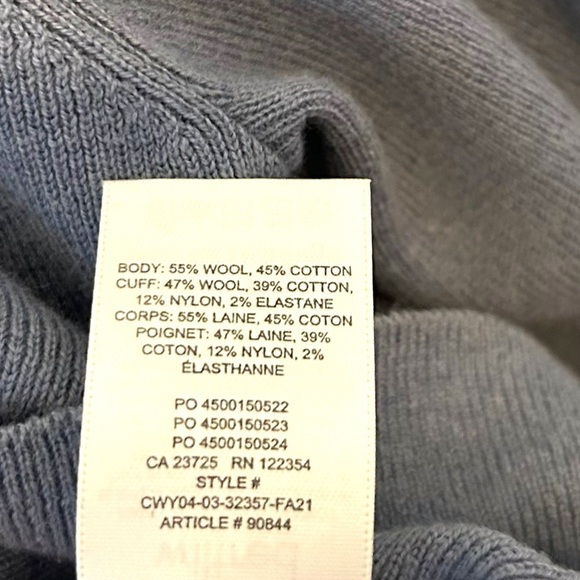 BODY: 55% WOOL, 45% COTTON
CUFF: 47% WOOL, 39% COTTON,
12% NYLON, 2% ELASTANE
CORPS: 55% LAINE, 45% COTON
POIGNET: 47% LAINE, 39%
COTON, 12% NYLON, 2%
ÉLASTHANNE
PO 4500150522
PO 4500150523
PO 4500150524
CA 23725 RN 122354
STYLE #
CWY04-03-32357-FA21
ARTICLE # 90844